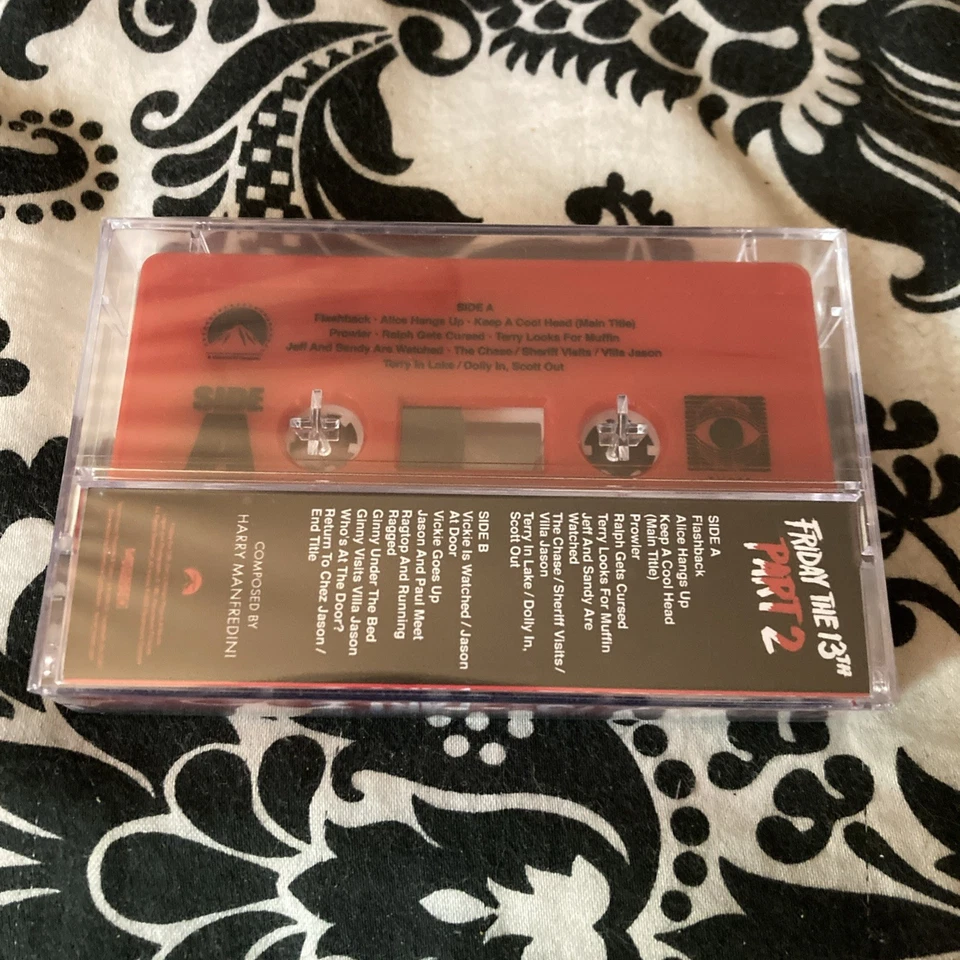 SIDE A
Flashback · Alice Hangs Up · Keep A Cool Head (Main Title)
Prowler · Ralph Gets Cursed · Terry Looks For Muffin
Jeff And Sandy Are Watched · The Chase / Sheriff Visits / Villa Jason
Terry In Lake / Dolly In, Scott Out
SIDE
FRIDAY THE 13TH
PART 2
SIDE A
Flashback
Alice Hangs Up
Keep A Cool Head
(Main Title)
Prowler
Ralph Gets Cursed
Terry Looks For Muffin
Jeff And Sandy Are
Watched
The Chase / Sheriff Visits /
Villa Jason
Terry In Lake / Dolly In,
Scott Out
SIDE B
Vickie Is Watched / Jason
At Door
Vickie Goes Up
Jason And Paul Meet
Ragtop And Running
Ragged
Ginny Under The Bed
Ginny Visits Villa Jason
Who's At The Door?
Return To Chez Jason /
End Title
COMPOSED BY
HARRY MANFREDINI